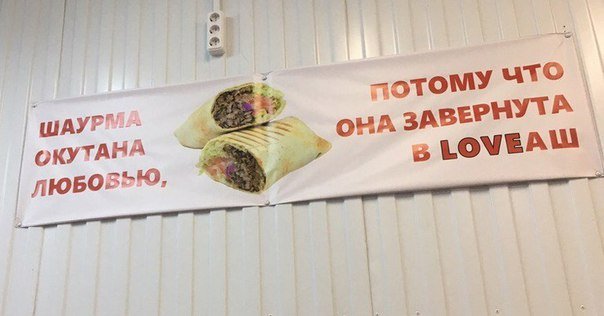 ШАУРМА
ОКУТАНА
ЛЮБОВЬЮ,
ПОТОМУ ЧТО
ОНА ЗАВЕРНУТА
В LOVEАШ